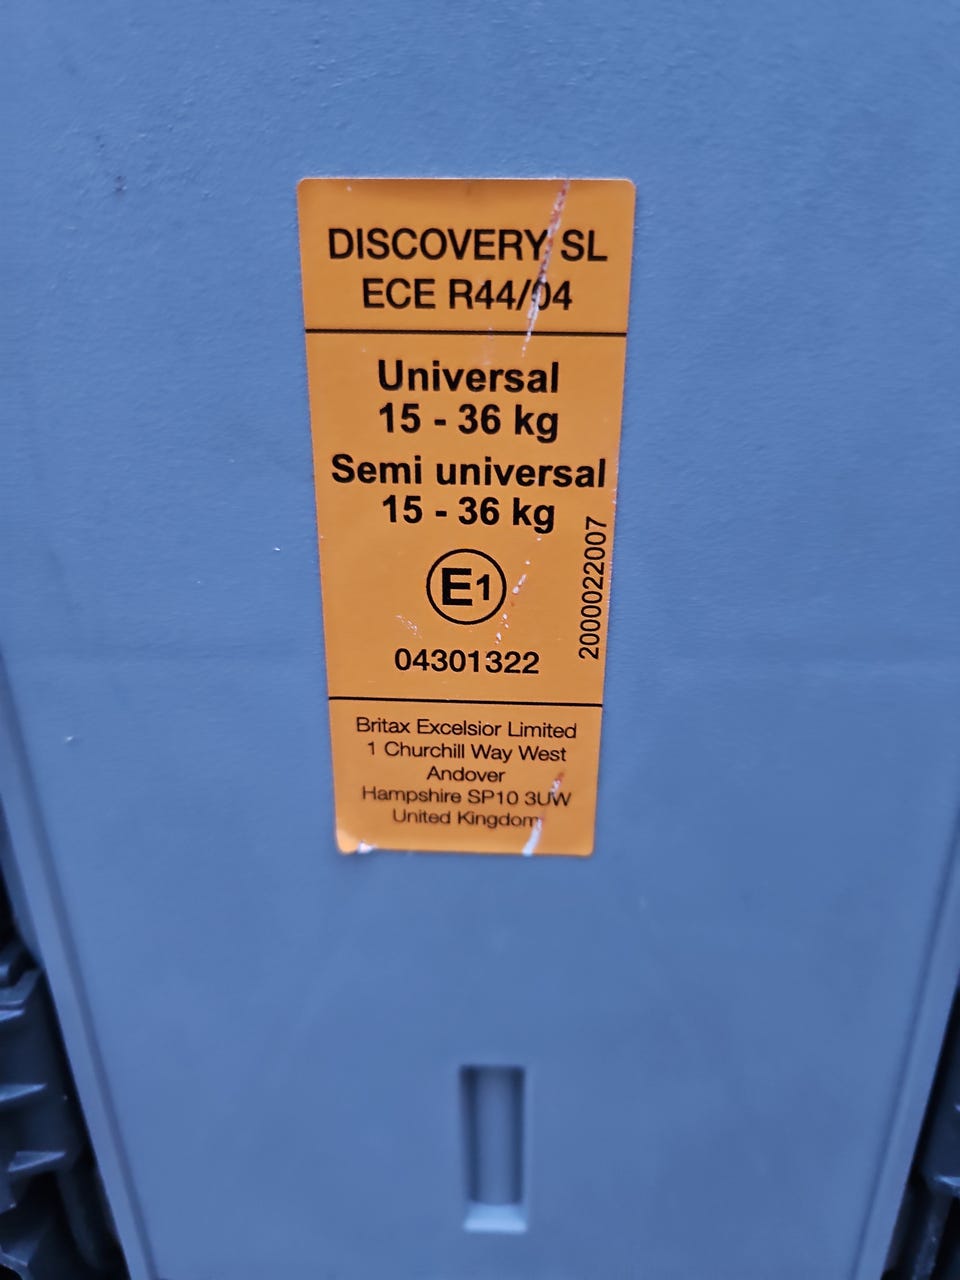 DISCOVERY SL
ECE R44/04
Universal
15 - 36 kg
Semi universal
15 - 36 kg
E1
04301322
2000022007
Britax Excelsior Limited
1 Churchill Way West
Andover
Hampshire SP10 3UW
United Kingdom